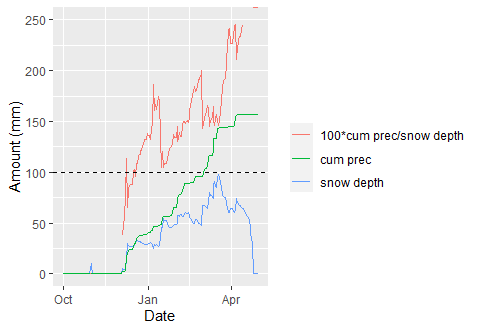 250
200
150
100
50
0
Amount (mm)
Oct
Jan
Apr
Date
100*cum prec/snow depth
cum prec
snow depth